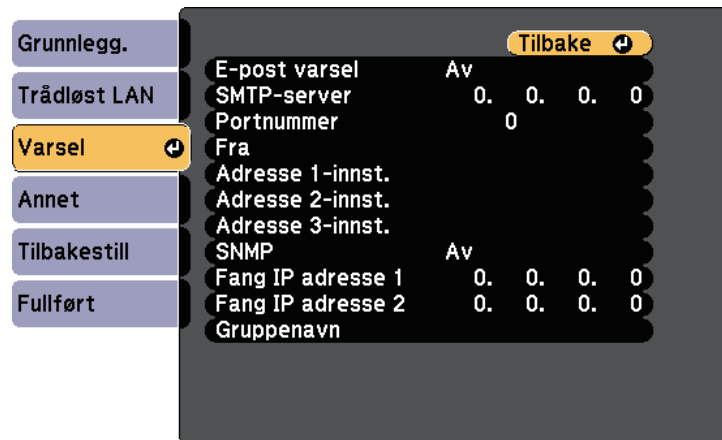 Grunnlegg.
Trådløst LAN
Varsel
Annet
Tilbakestill
Fullført
Tilbake
E-post varsel Av
SMTP-server 0. 0. 0. 0
Portnummer 0
Fra
Adresse 1-innst.
Adresse 2-innst.
Adresse 3-innst.
SNMP Av
Fang IP adresse 1 0. 0. 0. 0
Fang IP adresse 2 0. 0. 0. 0
Gruppenavn